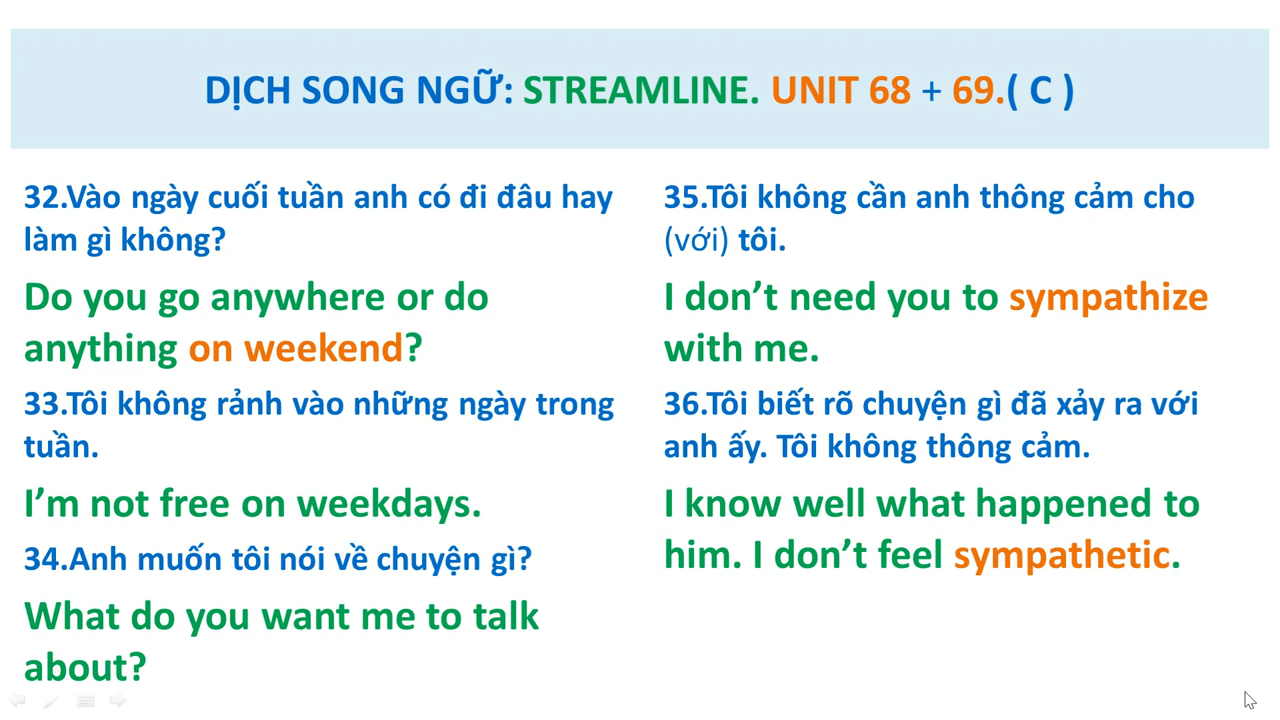 DỊCH SONG NGỮ: STREAMLINE. UNIT 68 + 69.( C )
32.Vào ngày cuối tuần anh có đi đâu hay
làm gì không?
Do you go anywhere or do
anything on weekend?
33.Tôi không rảnh vào những ngày trong
tuần.
I’m not free on weekdays.
34.Anh muốn tôi nói về chuyện gì?
What do you want me to talk
about?
35.Tôi không cần anh thông cảm cho
(với) tôi.
I don’t need you to sympathize
with me.
36.Tôi biết rõ chuyện gì đã xảy ra với
anh ấy. Tôi không thông cảm.
I know well what happened to
him. I don’t feel sympathetic.